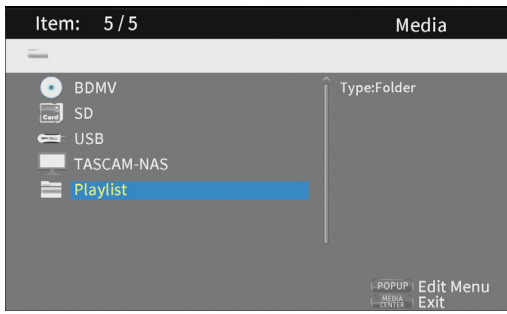 Item: 5/5 Media
BDMV
Type:Folder
Card SD
USB
TASCAM-NAS
Playlist
POPUP Edit Menu
MEDIA CENTER Exit